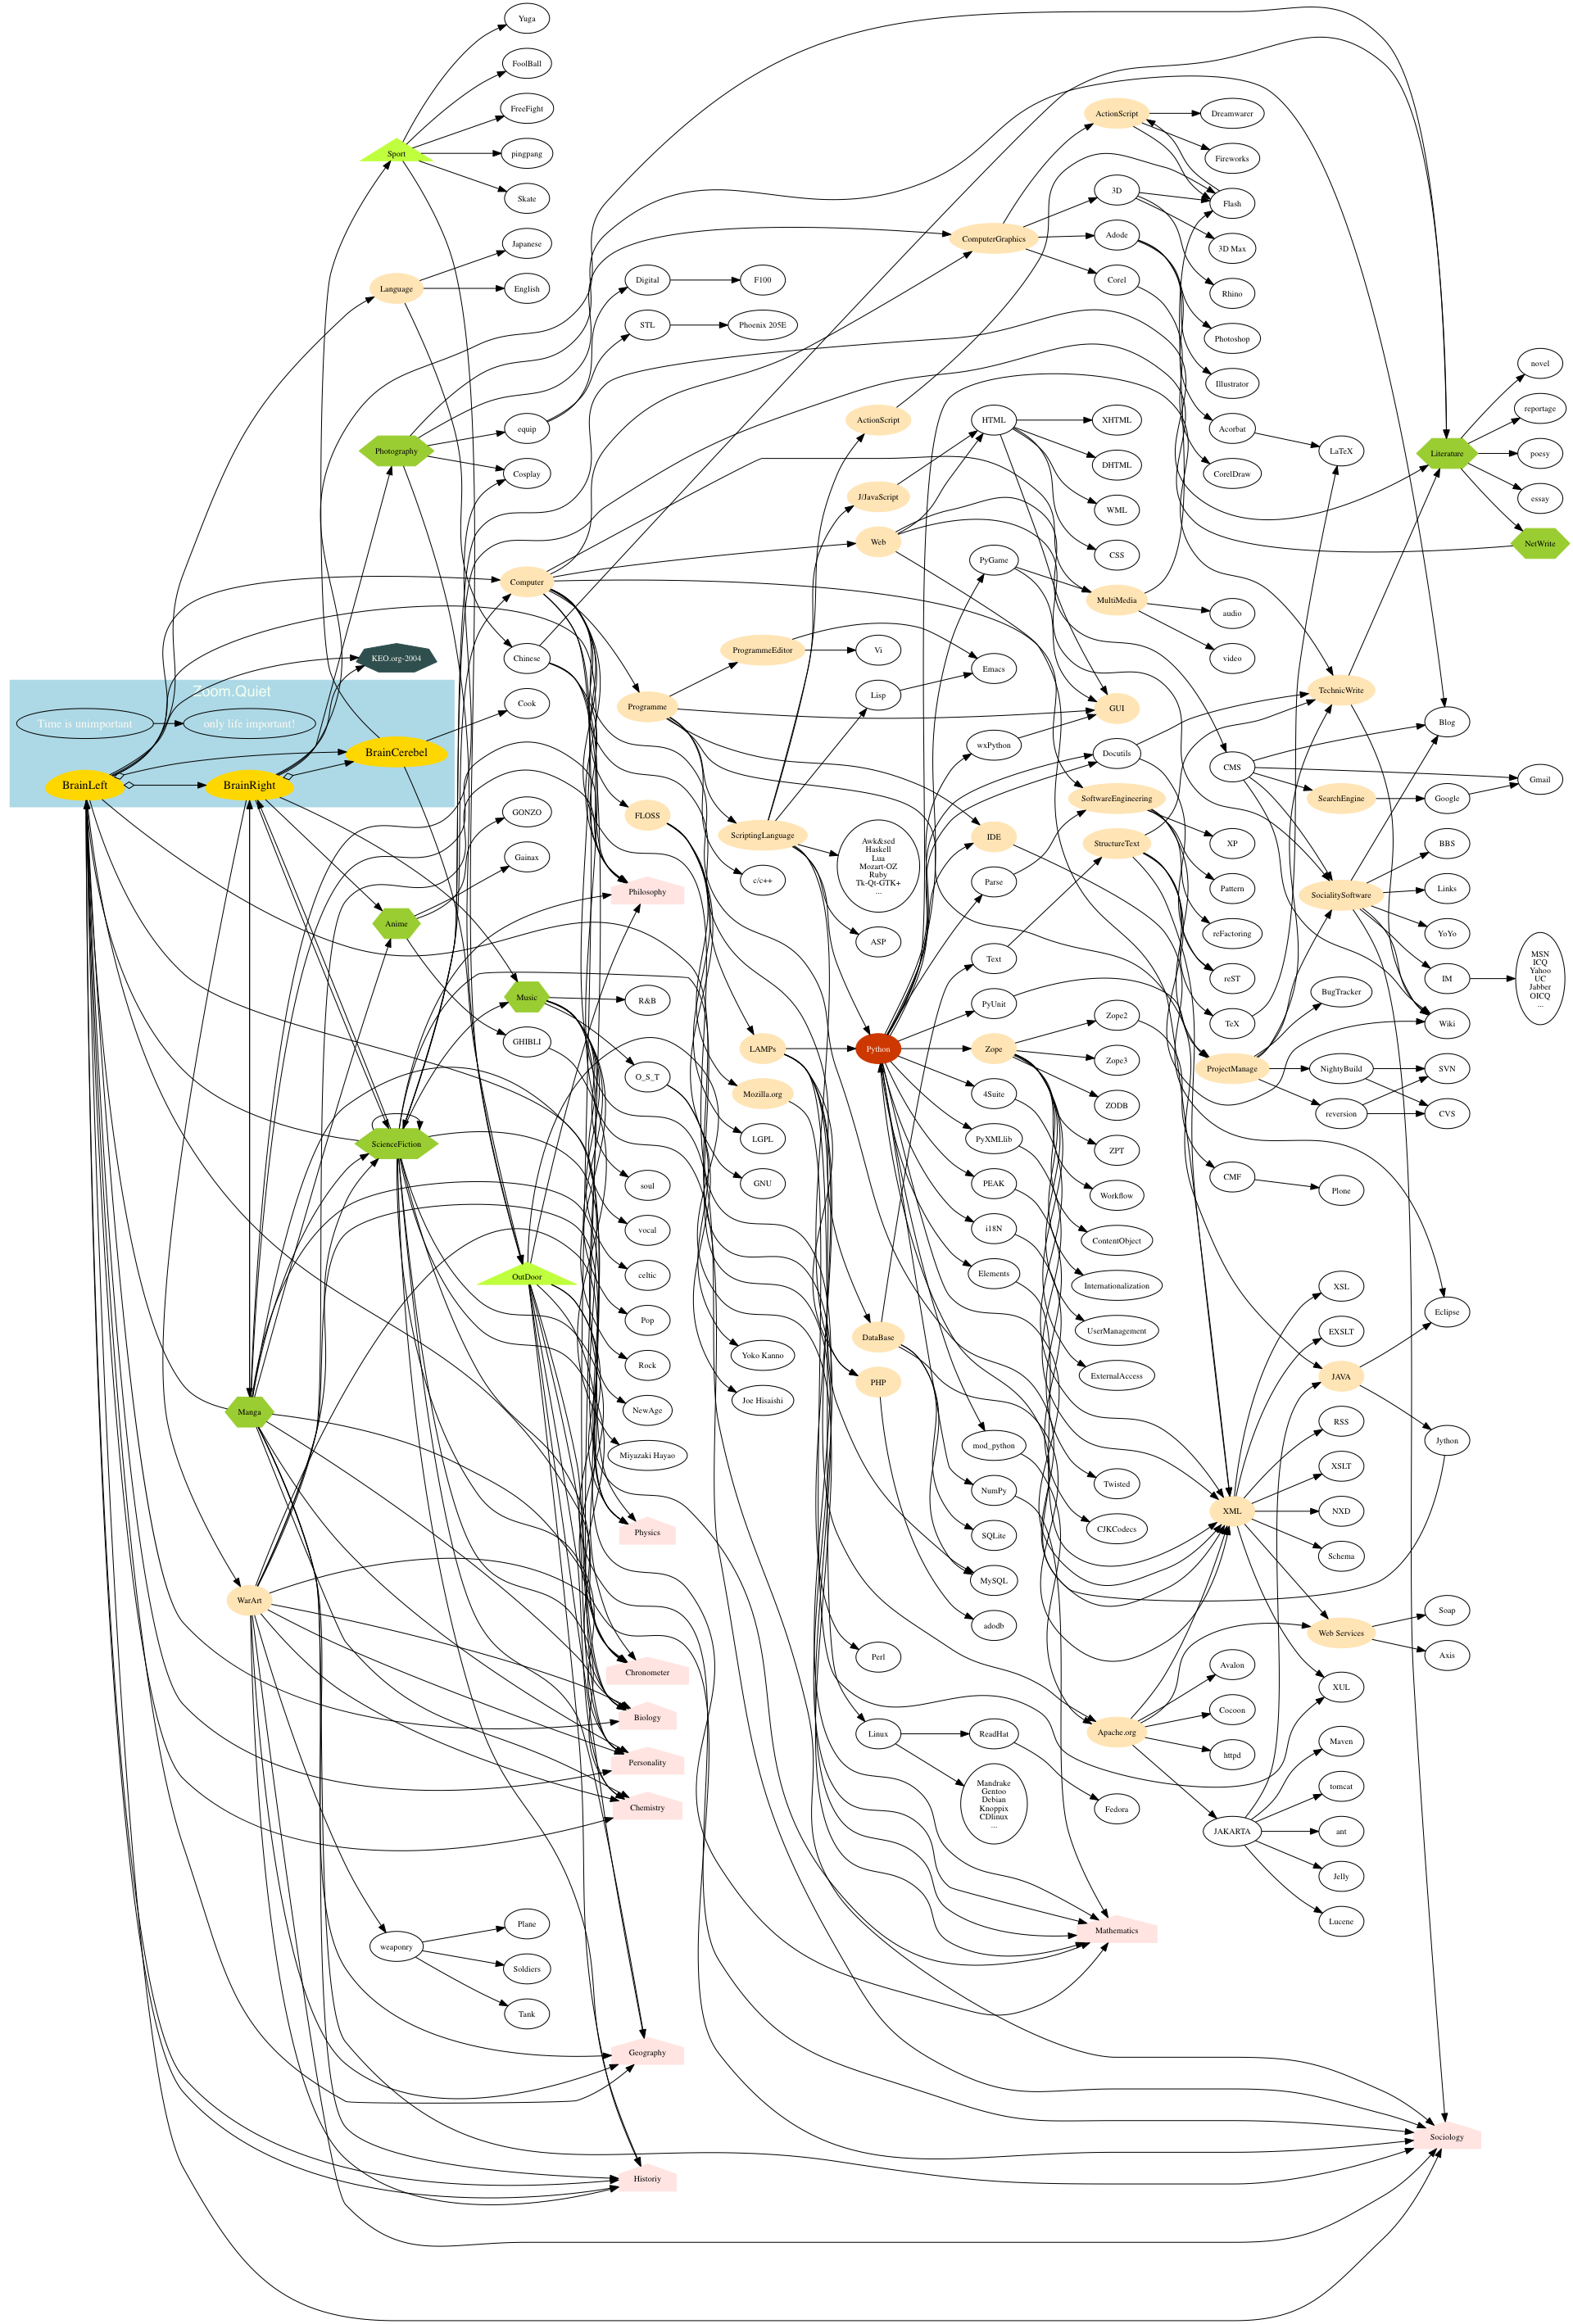 Yuga
FoolBall
FreeFight
pingpang
Skate
Sport
Japanese
English
Language
Digital
F100
STL
Phoenix 205E
equip
Cosplay
Photography
ComputerGraphics
ActionScript
3D
Adode
Corel
Dreamwarer
Fireworks
Flash
3D Max
Rhino
Photoshop
Illustrator
Acorbat
CorelDraw
LaTeX
Literature
novel
reportage
poesy
essay
NetWrite
ActionScript
J/JavaScript
Web
HTML
XHTML
DHTML
WML
CSS
PyGame
MultiMedia
audio
video
Computer
Chinese
KEO.org-2004
Zoom.Quiet
Time is unimportant
only life important!
BrainLeft
BrainRight
BrainCerebel
Cook
GONZO
Gainax
Anime
Music
GHIBLI
ScienceFiction
OutDoor
Manga
WarArt
weaponry
Plane
Soldiers
Tank
Programme
ProgrammeEditor
Vi
Emacs
Lisp
FLOSS
ScriptingLanguage
c/c++
Awk&sed
Haskell
Lua
Mozart-OZ
Ruby
Tk-Qt-GTK+
...
ASP
Philosophy
R&B
O_S_T
LAMPs
Mozilla.org
LGPL
GNU
soul
vocal
celtic
Pop
Rock
NewAge
Miyazaki Hayao
Yoko Kanno
Joe Hisaishi
Physics
Chronometer
Biology
Personality
Chemistry
Geography
Historiy
wxPython
GUI
Docutils
IDE
SoftwareEngineering
StructureText
Parse
Text
PyUnit
Python
Zope
4Suite
PyXMLlib
PEAK
i18N
Elements
DataBase
PHP
mod_python
NumPy
SQLite
MySQL
adodb
Perl
Linux
ReadHat
Mandrake
Gentoo
Debian
Knoppix
CDlinux
...
Fedora
Zope2
Zope3
ZODB
ZPT
Workflow
ContentObject
Internationalization
UserManagement
ExternalAccess
Twisted
CJKCodecs
Apache.org
Mathematics
TechnicWrite
CMS
SearchEngine
Google
Gmail
Blog
SocialitySoftware
BBS
Links
YoYo
IM
MSN
ICQ
Yahoo
UC
Jabber
OICQ
...
Wiki
XP
Pattern
reFactoring
reST
TeX
ProjectManage
BugTracker
NightyBuild
reversion
SVN
CVS
CMF
Plone
XSL
EXSLT
JAVA
Eclipse
Jython
RSS
XSLT
NXD
Schema
XML
Web Services
Soap
Axis
XUL
Avalon
Cocoon
httpd
JAKARTA
Maven
tomcat
ant
Jelly
Lucene
Sociology